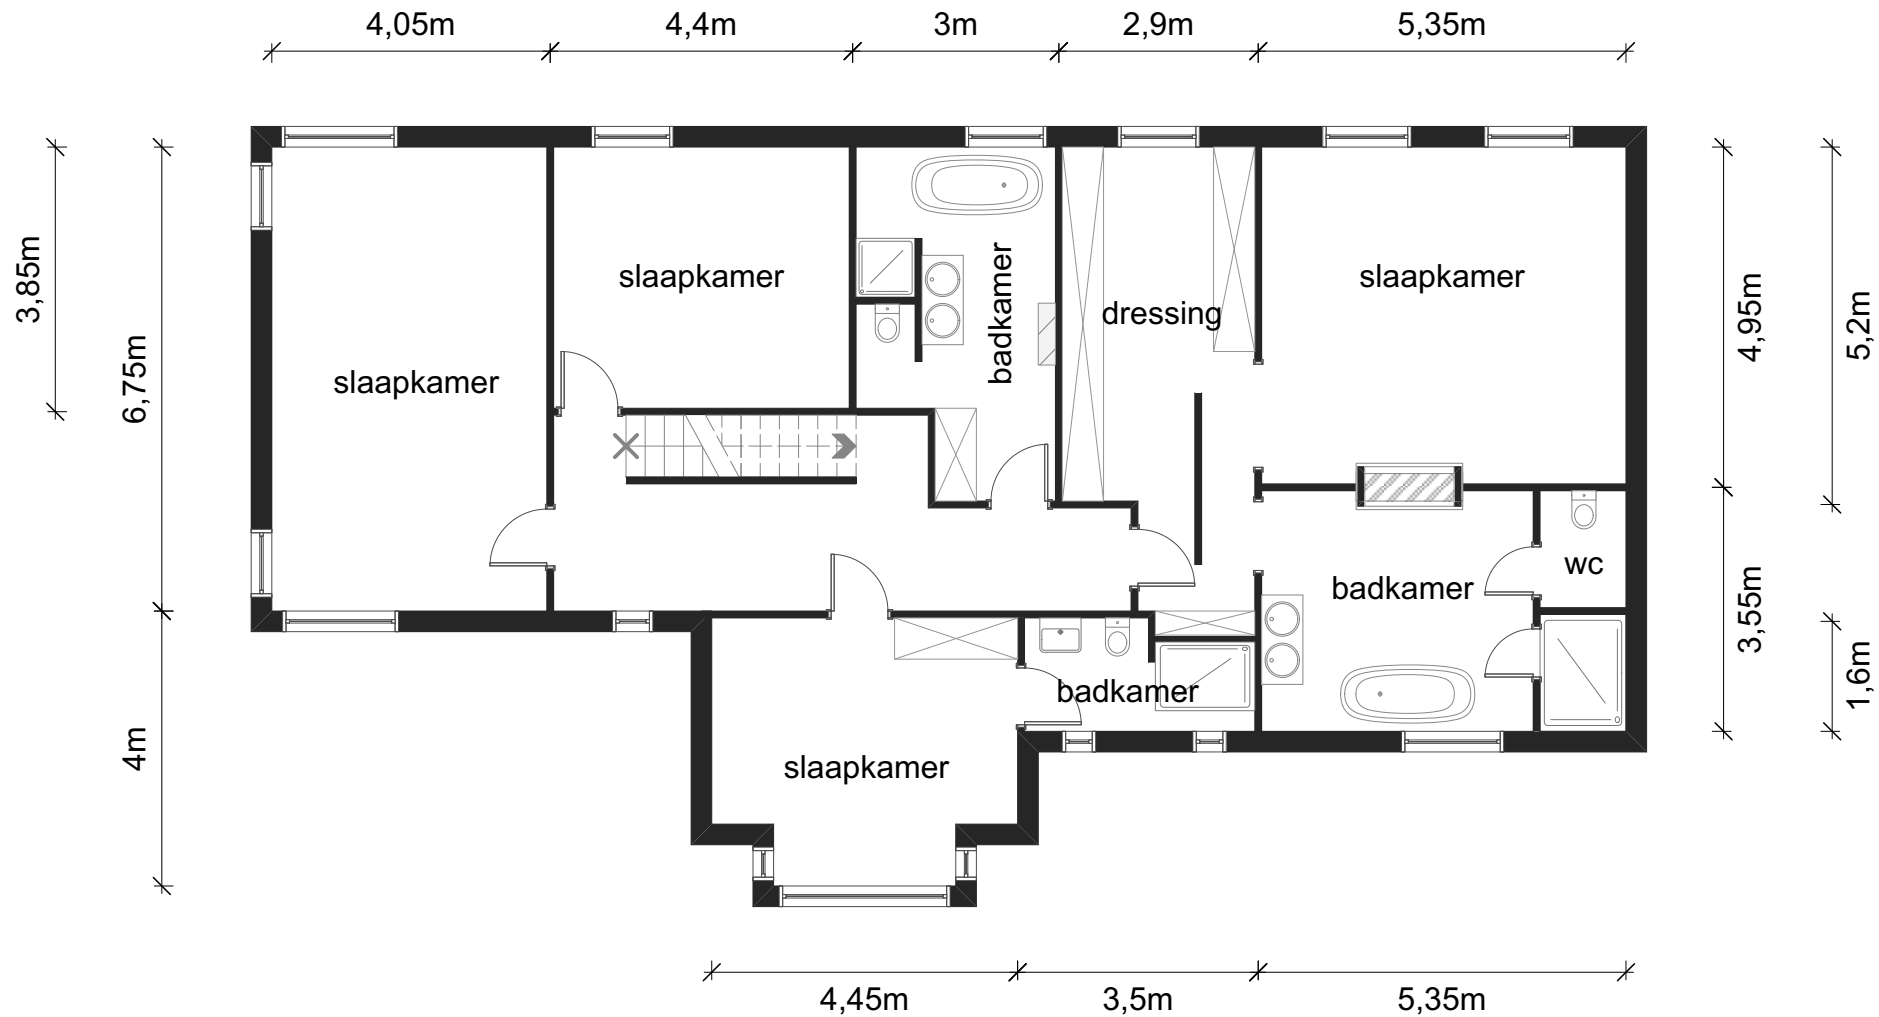 4,05m
4,4m
3m
2,9m
5,35m
3,85m
6,75m
4m
slaapkamer
slaapkamer
badkamer
dressing
slaapkamer
slaapkamer
badkamer
badkamer
wc
4,95m
5,2m
3,55m
1,6m
4,45m
3,5m
5,35m